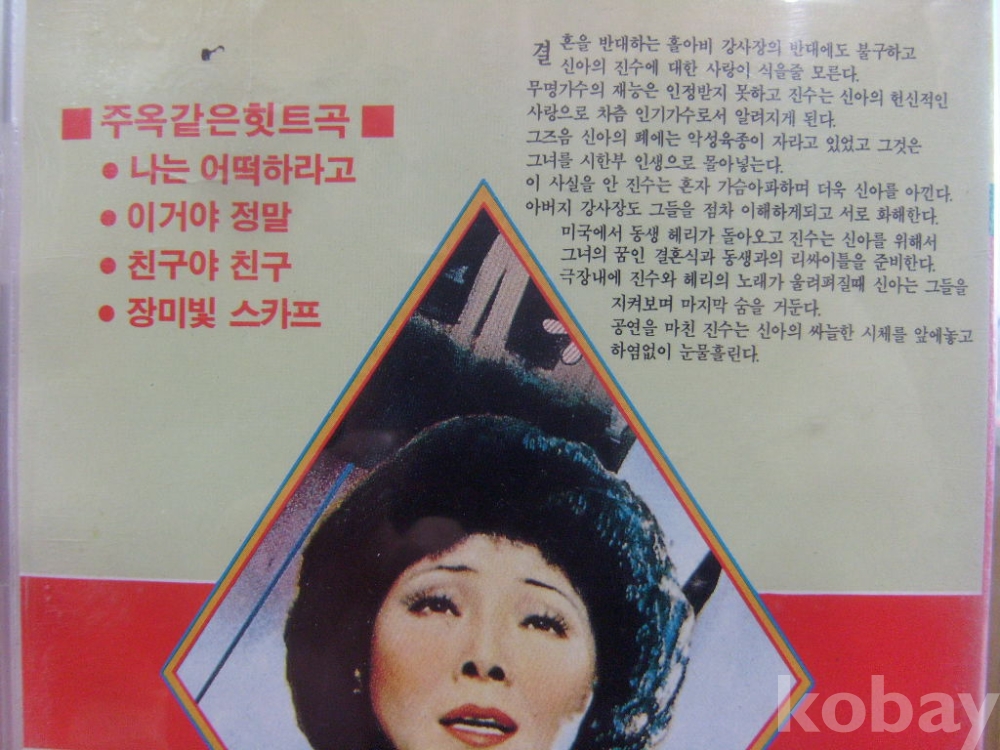 ■ 주옥같은힛트곡 ■
• 나는 어떡하라고
• 이거야 정말
• 친구야 친구
• 장미빛 스카프
결혼을 반대하는 홀아비 강사장의 반대에도 불구하고
신아의 진수에 대한 사랑이 식을줄 모른다.
무명가수의 재능은 인정받지 못하고 진수는 신아의 헌신적인
사랑으로 차츰 인기가수로서 알려지게 된다.
그즈음 신아의 폐에는 악성육종이 자라고 있었고 그것은
그녀를 시한부 인생으로 몰아넣는다.
이 사실을 안 진수는 혼자 가슴아파하며 더욱 신아를 아낀다.
아버지 강사장도 그들을 점차 이해하게되고 서로 화해한다.
미국에서 동생 헤리가 돌아오고 진수는 신아를 위해서
그녀의 꿈인 결혼식과 동생과의 리싸이틀을 준비한다.
극장내에 진수와 헤리의 노래가 울려펴질때 신아는 그들을
지켜보며 마지막 숨을 거둔다.
공연을 마친 진수는 신아의 싸늘한 시체를 앞에놓고
하염없이 눈물흘린다.
kobay